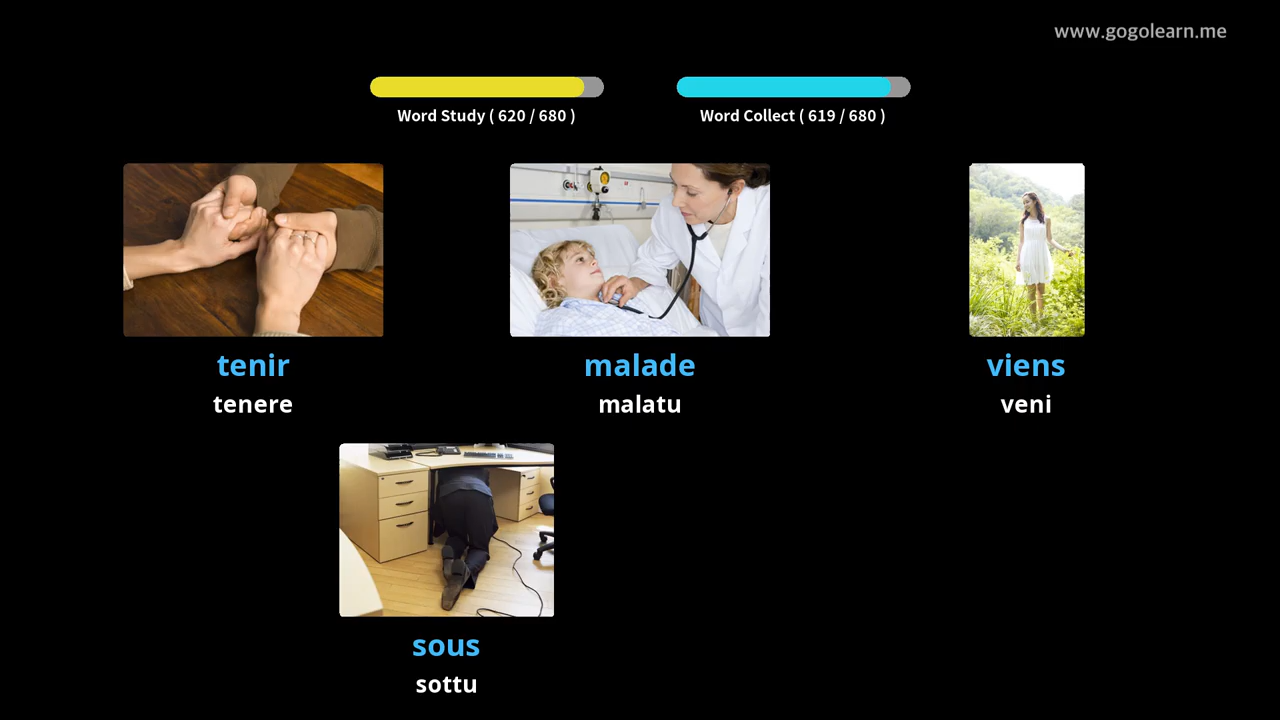 www.gogolearn.me
Word Study ( 620 / 680 )
Word Collect ( 619 / 680 )
tenir
tenere
malade
malatu
viens
veni
sous
sottu